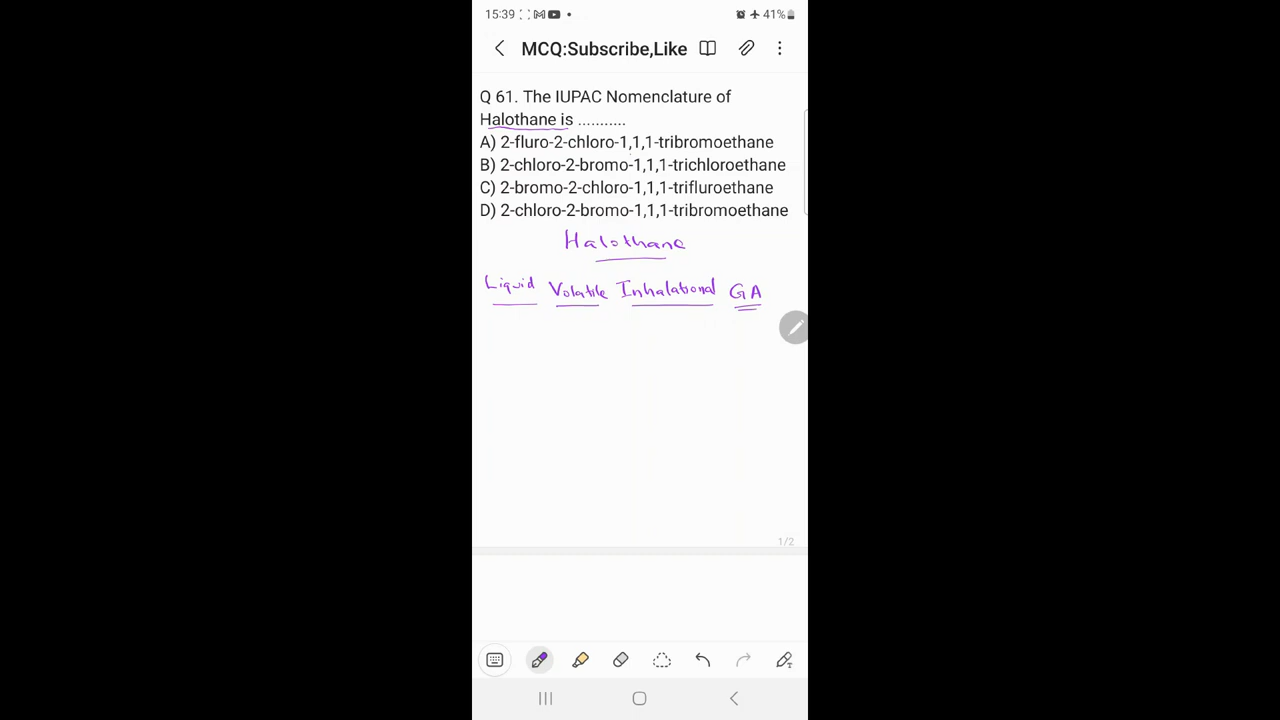 15:39
41%
MCQ:Subscribe,Like
Q 61. The IUPAC Nomenclature of
Halothane is ...........
A) 2-fluro-2-chloro-1,1,1-tribromoethane
B) 2-chloro-2-bromo-1,1,1-trichloroethane
C) 2-bromo-2-chloro-1,1,1-trifluroethane
D) 2-chloro-2-bromo-1,1,1-tribromoethane
Halothane
Liquid Volatile Inhalational GA
1/2